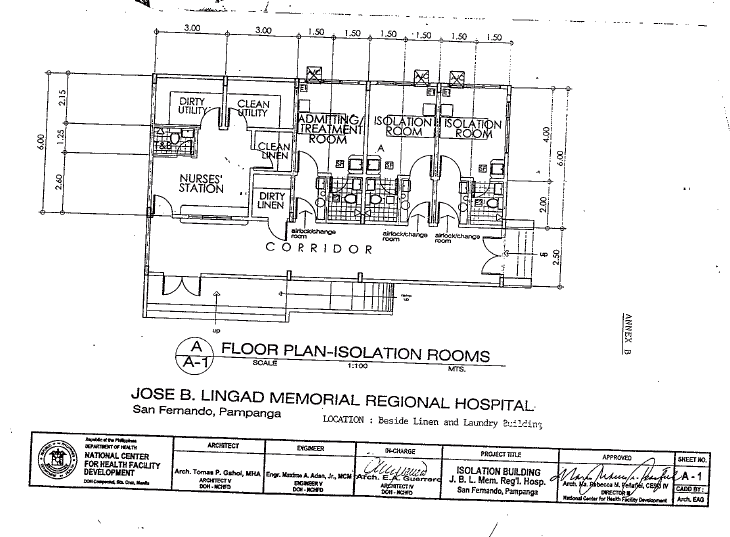 3.00 3.00 1.50 1.50 1.50 1.50 1.50 1.50
2.15
1.25
2.60
6.00
4.00
2.00
6.00
2.50
DIRTY
UTILITY
CLEAN
UTILITY
CLEAN
LINEN
T&B
NURSES'
STATION
DIRTY
LINEN
ADMITTING/
TREATMENT
ROOM
ISOLATION
ROOM
ISOLATION
ROOM
A
airlock/change
room
airlock/change
room
airlock/change
room
CORRIDOR
up
up
ramp
up
A
A-1
FLOOR PLAN-ISOLATION ROOMS
SCALE 1:100 MTS.
ANNEX B
JOSE B. LINGAD MEMORIAL REGIONAL HOSPITAL
San Fernando, Pampanga
LOCATION : Beside Linen and Laundry Building
Republic of the Philippines
DEPARTMENT OF HEALTH
NATIONAL CENTER
FOR HEALTH FACILITY
DEVELOPMENT
DOH Compound, Sta. Cruz, Manila
ARCHITECT
Arch. Tomas P. Gahol, MHA
ARCHITECT V
DOH - NCHFD
ENGINEER
Engr. Maximo A. Adan, Jr., MCM
ENGINEER V
DOH - NCHFD
IN-CHARGE
Arch. E.A. Guerrero
ARCHITECT IV
DOH - NCHFD
PROJECT TITLE
ISOLATION BUILDING
J. B. L. Mem. Reg'l. Hosp.
San Fernando, Pampanga
APPROVED
Arch. Ma. Rebecca M. Peñafiel, CESO IV
DIRECTOR III
National Center for Health Facility Development
SHEET NO.
A-1
CADD BY:
Arch. EAG